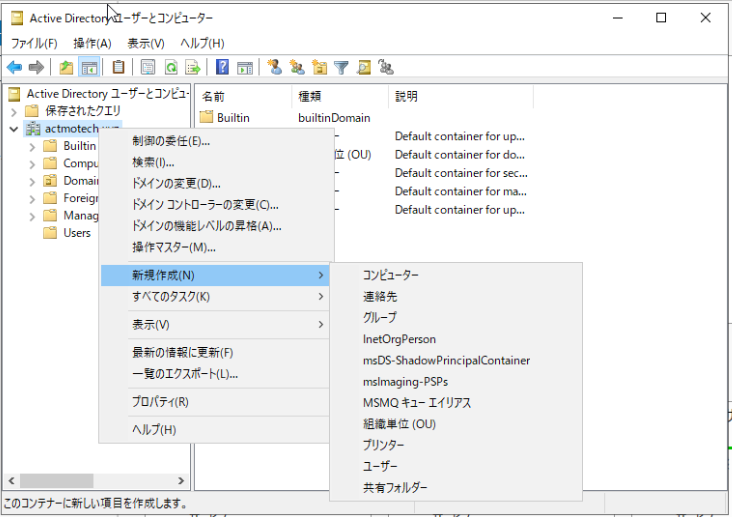 Active Directory ユーザーとコンピューター
ファイル(F) 操作(A) 表示(V) ヘルプ(H)
Active Directory ユーザーとコンピュ-
保存されたクエリ
actmotech
Builtin
Compu
Domai
Foreig
Manag
Users
名前 種類 説明
Builtin builtinDomain
Default container for up...
位 (OU) Default container for do...
Default container for sec...
Default container for ma...
Default container for up...
制御の委任(E)...
検索(I)...
ドメインの変更(D)...
ドメイン コントローラーの変更(C)...
ドメインの機能レベルの昇格(A)...
操作マスター(M)...
新規作成(N)
すべてのタスク(K)
表示(V)
最新の情報に更新(F)
一覧のエクスポート(L)...
プロパティ(R)
ヘルプ(H)
コンピューター
連絡先
グループ
InetOrgPerson
msDS-ShadowPrincipalContainer
msImaging-PSPs
MSMQ キュー エイリアス
組織単位 (OU)
プリンター
ユーザー
共有フォルダー
このコンテナーに新しい項目を作成します。